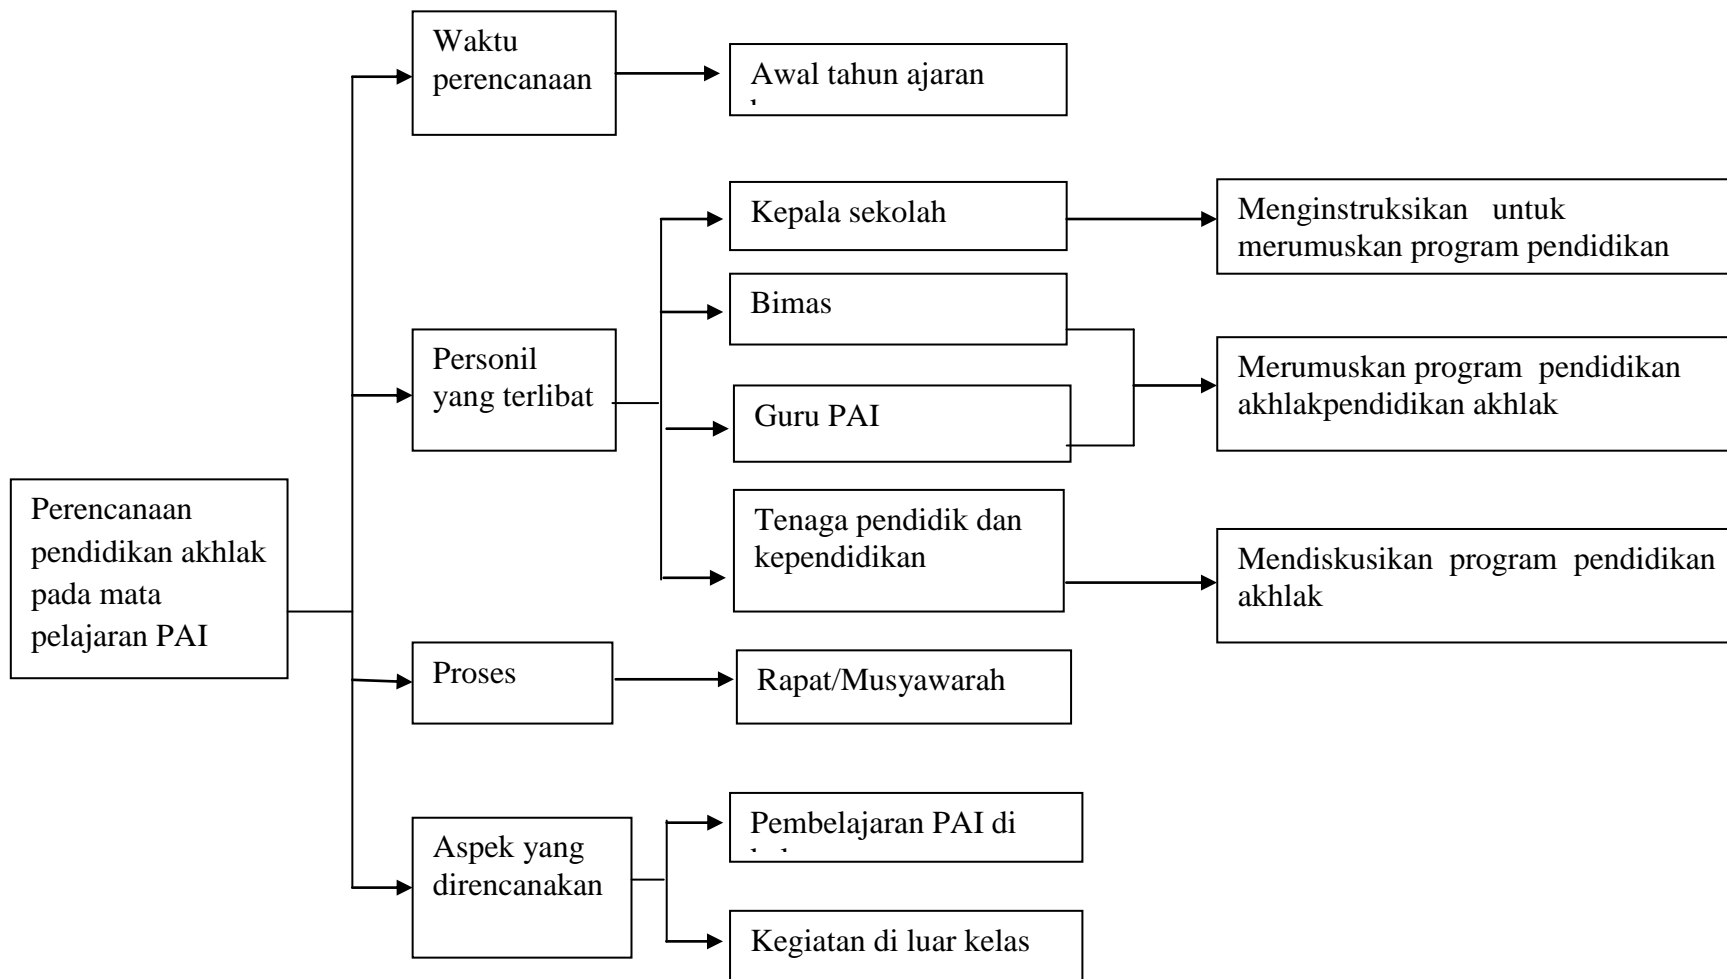 Waktu
perencanaan
Awal tahun ajaran
Kepala sekolah
Menginstruksikan untuk
merumuskan program pendidikan
Bimas
Personil
yang terlibat
Merumuskan program pendidikan
akhlakpendidikan akhlak
Guru PAI
Perencanaan
pendidikan akhlak
pada mata
pelajaran PAI
Tenaga pendidik dan
kependidikan
Mendiskusikan program pendidikan
akhlak
Proses
Rapat/Musyawarah
Aspek yang
direncanakan
Pembelajaran PAI di
Kegiatan di luar kelas